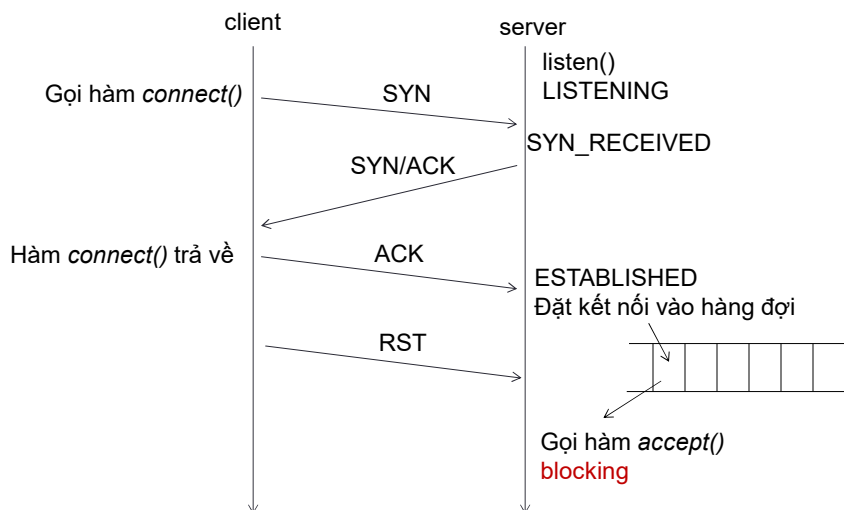 client
server
listen()
LISTENING
Gọi hàm connect()
SYN
SYN_RECEIVED
SYN/ACK
Hàm connect() trả về
ACK
ESTABLISHED
Đặt kết nối vào hàng đợi
RST
Gọi hàm accept()
blocking